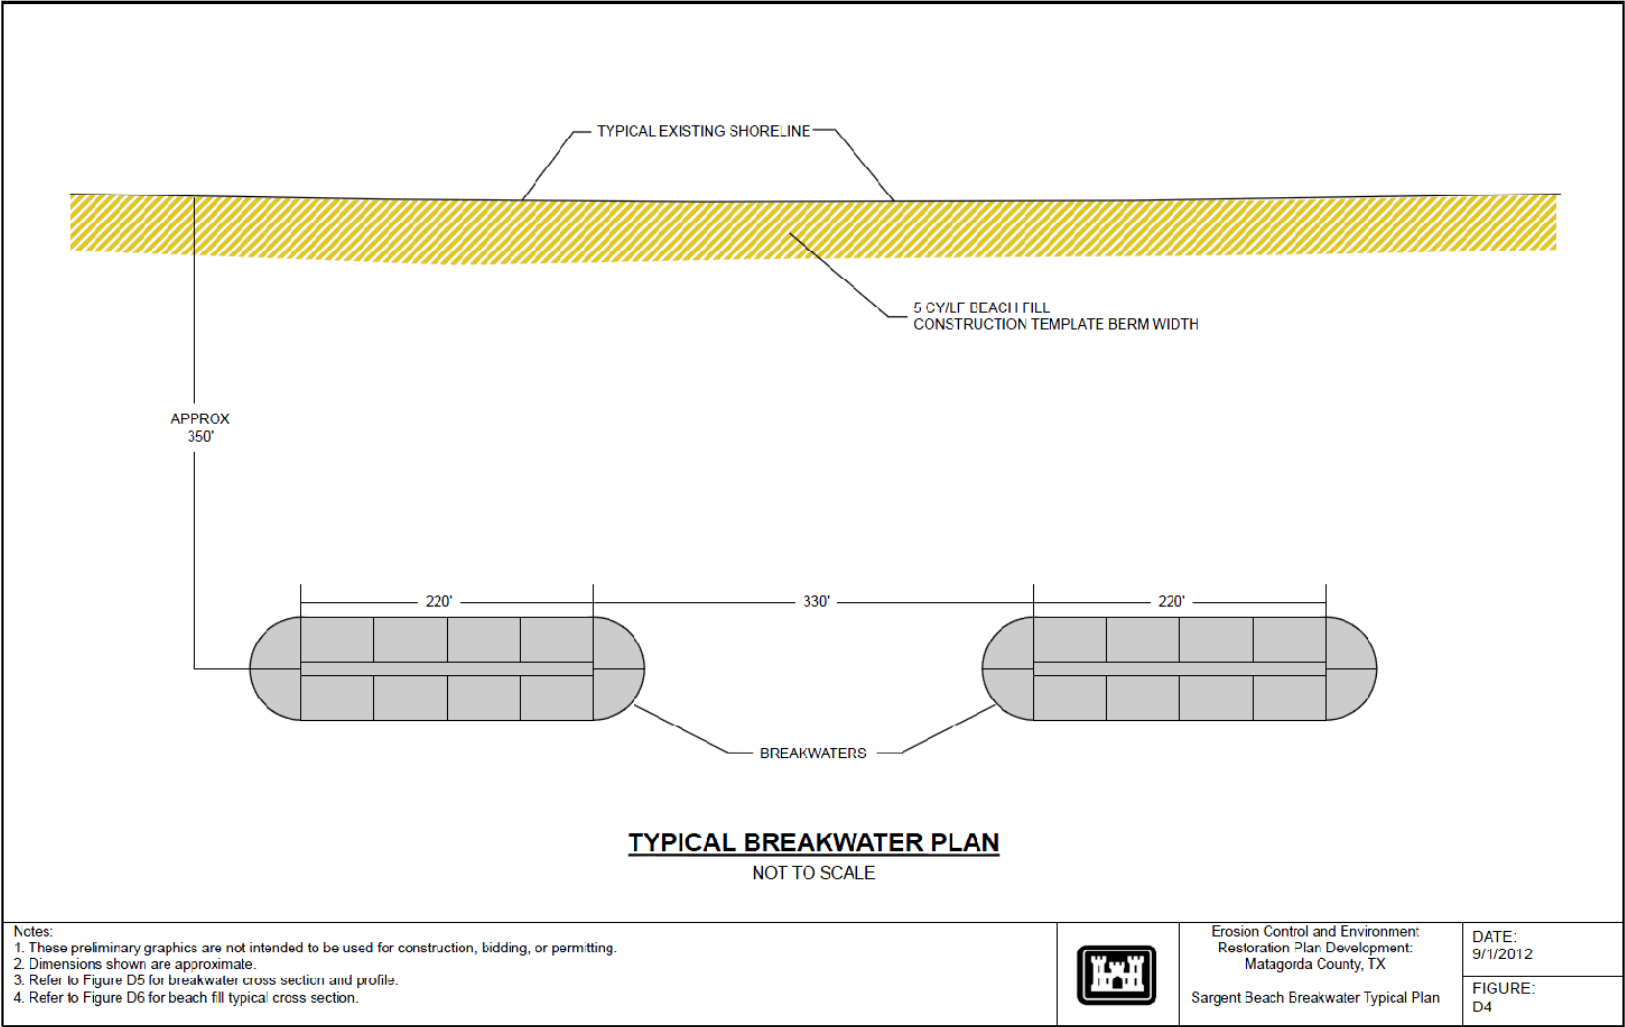 TYPICAL EXISTING SHORELINE
5 CY/LF BEACH FILL
CONSTRUCTION TEMPLATE BERM WIDTH
APPROX
350'
220'
330'
220'
BREAKWATERS
TYPICAL BREAKWATER PLAN
NOT TO SCALE
Notes:
1. These preliminary graphics are not intended to be used for construction, bidding, or permitting.
2. Dimensions shown are approximate.
3. Refer to Figure D5 for breakwater cross section and profile.
4. Refer to Figure D6 for beach fill typical cross section.
Erosion Control and Environment
Restoration Plan Development:
Matagorda County, TX
Sargent Beach Breakwater Typical Plan
DATE:
9/1/2012
FIGURE:
D4